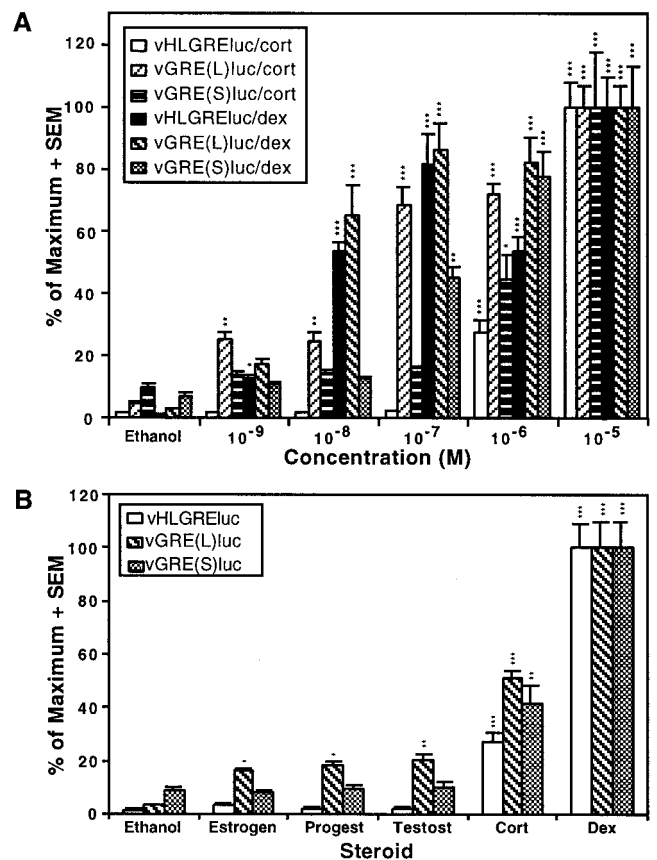 A
% of Maximum + SEM
120
100
80
60
40
20
0
vHLGREluc/cort
vGRE(L)luc/cort
vGRE(S)luc/cort
vHLGREluc/dex
vGRE(L)luc/dex
vGRE(S)luc/dex
** * *** *** *** *** *** ** *** *** * *** *** *** *** *** *** *** *** ***
Ethanol 10-9 10-8 10-7 10-6 10-5
Concentration (M)
B
% of Maximum + SEM
120
100
80
60
40
20
0
vHLGREluc
vGRE(L)luc
vGRE(S)luc
* * ** *** *** ** *** *** ***
Ethanol Estrogen Progest Testost Cort Dex
Steroid